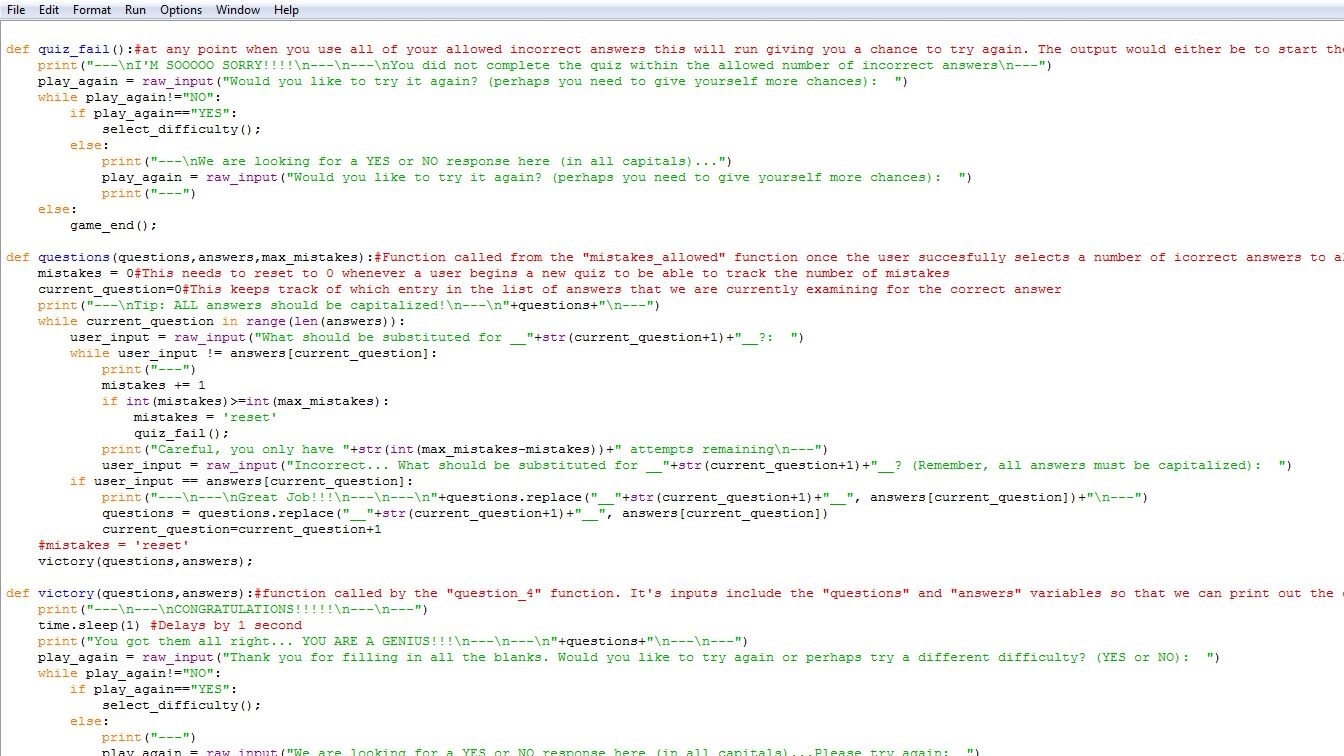 File Edit Format Run Options Window Help
def quiz_fail():#at any point when you use all of your allowed incorrect answers this will run giving you a chance to try again. The output would either be to start the
    print("---\nI'M SOOOOO SORRY!!!!\n---\n---\nYou did not complete the quiz within the allowed number of incorrect answers\n---")
    play_again = raw_input("Would you like to try it again? (perhaps you need to give yourself more chances):  ")
    while play_again!="NO":
        if play_again=="YES":
            select_difficulty();
        else:
            print("---\nWe are looking for a YES or NO response here (in all capitals)...")
            play_again = raw_input("Would you like to try it again? (perhaps you need to give yourself more chances):  ")
            print("---")
    else:
        game_end();
def questions(questions,answers,max_mistakes):#Function called from the "mistakes_allowed" function once the user succesfully selects a number of icorrect answers to
    mistakes = 0#This needs to reset to 0 whenever a user begins a new quiz to be able to track the number of mistakes
    current_question=0#This keeps track of which entry in the list of answers that we are currently examining for the correct answer
    print("---\nTip: ALL answers should be capitalized!\n---\n"+questions+"\n---")
    while current_question in range(len(answers)):
        user_input = raw_input("What should be substituted for __"+str(current_question+1)+"__?:  ")
        while user_input != answers[current_question]:
            print("---")
            mistakes += 1
            if int(mistakes)>=int(max_mistakes):
                mistakes = 'reset'
                quiz_fail();
            print("Careful, you only have "+str(int(max_mistakes-mistakes))+" attempts remaining\n---")
            user_input = raw_input("Incorrect... What should be substituted for __"+str(current_question+1)+"__? (Remember, all answers must be capitalized):  ")
        if user_input == answers[current_question]:
            print("---\n---\nGreat Job!!!\n---\n---\n"+questions.replace("__"+str(current_question+1)+"__", answers[current_question])+"\n---")
            questions = questions.replace("__"+str(current_question+1)+"__", answers[current_question])
            current_question=current_question+1
    #mistakes = 'reset'
    victory(questions,answers);
def victory(questions,answers):#function called by the "question_4" function. It's inputs include the "questions" and "answers" variables so that we can print out the
    print("---\n---\nCONGRATULATIONS!!!!!\n---\n---")
    time.sleep(1) #Delays by 1 second
    print("You got them all right... YOU ARE A GENIUS!!!\n---\n---\n"+questions+"\n---\n---")
    play_again = raw_input("Thank you for filling in all the blanks. Would you like to try again or perhaps try a different difficulty? (YES or NO):  ")
    while play_again!="NO":
        if play_again=="YES":
            select_difficulty();
        else:
            print("---")
            play_again = raw_input("We are looking for a YES or NO response here (in all capitals)...Please try again:  ")